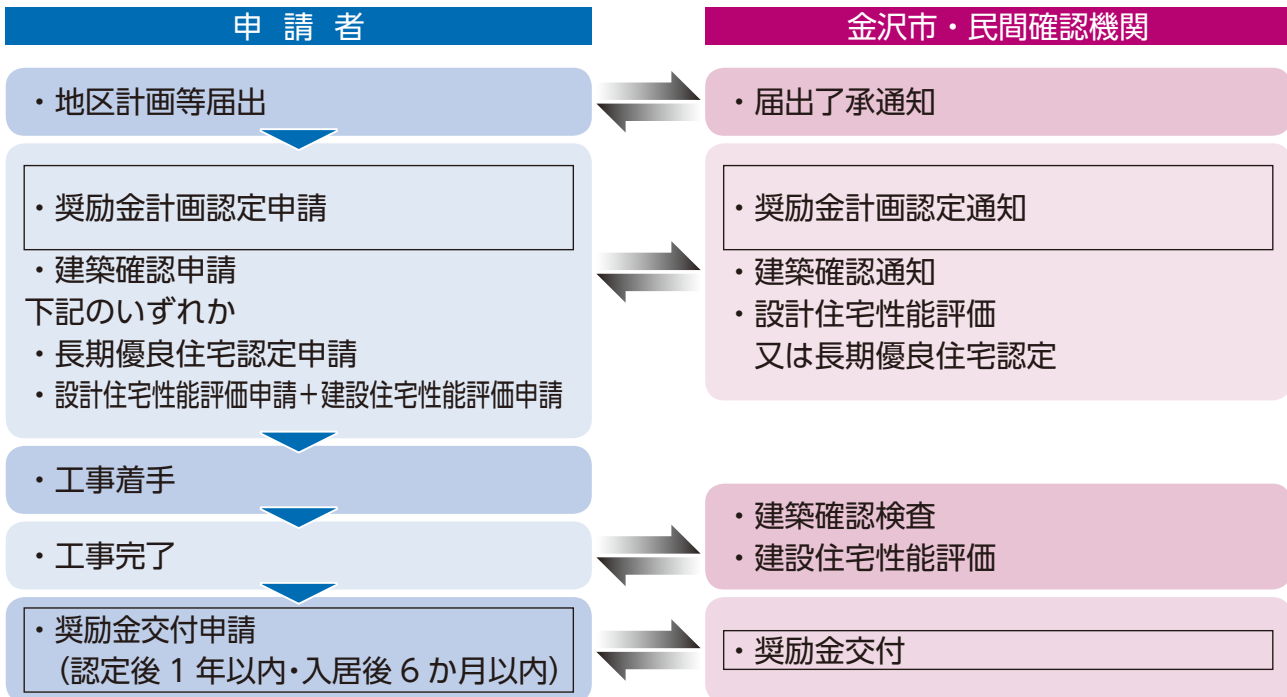 申請者
金沢市・民間確認機関
・地区計画等届出
・届出了承通知
・奨励金計画認定申請
・建築確認申請
下記のいずれか
・長期優良住宅認定申請
・設計住宅性能評価申請＋建設住宅性能評価申請
・奨励金計画認定通知
・建築確認通知
・設計住宅性能評価
又は長期優良住宅認定
・工事着手
・工事完了
・建築確認検査
・建設住宅性能評価
・奨励金交付申請
（認定後1年以内・入居後6か月以内）
・奨励金交付